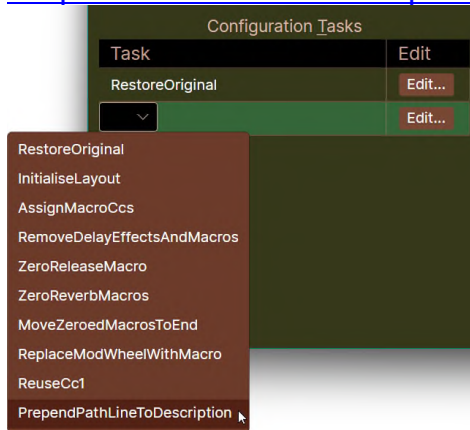 Configuration Tasks
Task Edit
RestoreOriginal Edit...
Edit...
RestoreOriginal
InitialiseLayout
AssignMacroCcs
RemoveDelayEffectsAndMacros
ZeroReleaseMacro
ZeroReverbMacros
MoveZeroedMacrosToEnd
ReplaceModWheelWithMacro
ReuseCc1
PrependPathLineToDescription